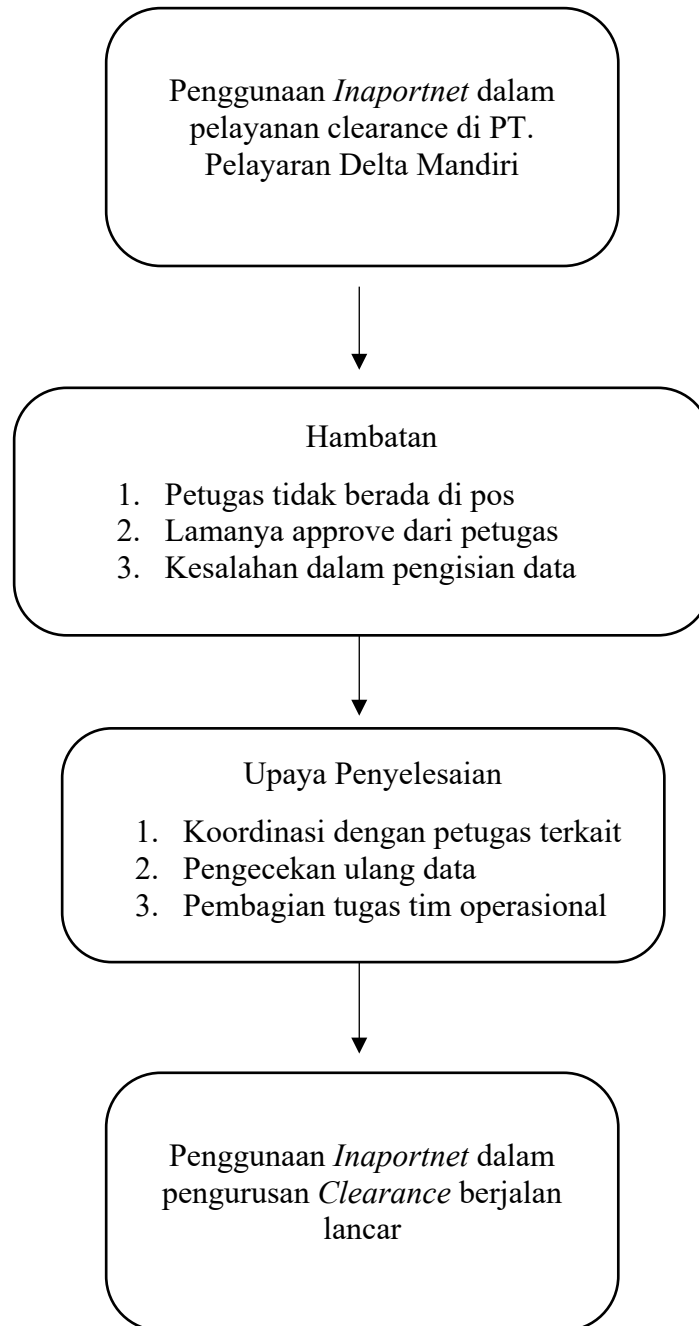 Penggunaan Inaportnet dalam
pelayanan clearance di PT.
Pelayaran Delta Mandiri
Hambatan
1. Petugas tidak berada di pos
2. Lamanya approve dari petugas
3. Kesalahan dalam pengisian data
Upaya Penyelesaian
1. Koordinasi dengan petugas terkait
2. Pengecekan ulang data
3. Pembagian tugas tim operasional
Penggunaan Inaportnet dalam
pengurusan Clearance berjalan
lancar